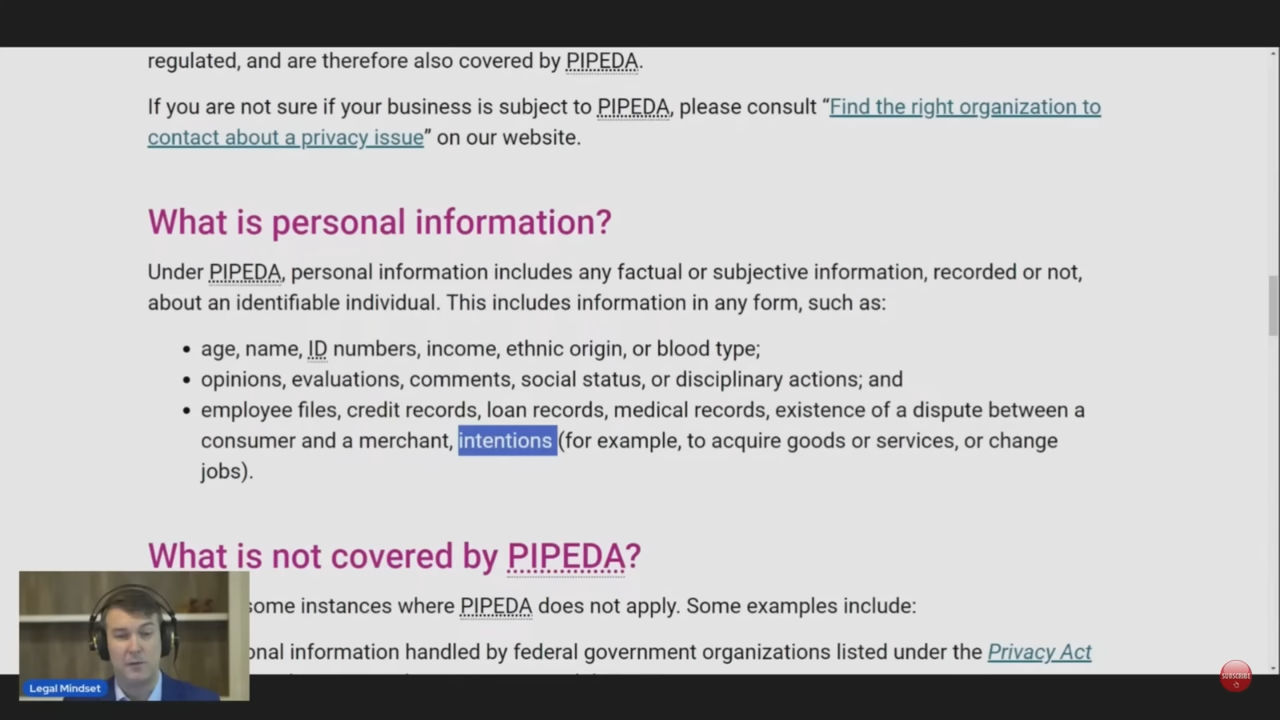 regulated, and are therefore also covered by PIPEDA.
If you are not sure if your business is subject to PIPEDA, please consult “Find the right organization to
contact about a privacy issue” on our website.
What is personal information?
Under PIPEDA, personal information includes any factual or subjective information, recorded or not,
about an identifiable individual. This includes information in any form, such as:
• age, name, ID numbers, income, ethnic origin, or blood type;
• opinions, evaluations, comments, social status, or disciplinary actions; and
• employee files, credit records, loan records, medical records, existence of a dispute between a
consumer and a merchant, intentions (for example, to acquire goods or services, or change
jobs).
What is not covered by PIPEDA?
some instances where PIPEDA does not apply. Some examples include:
onal information handled by federal government organizations listed under the Privacy Act
Legal Mindset
SUBSCRIBE